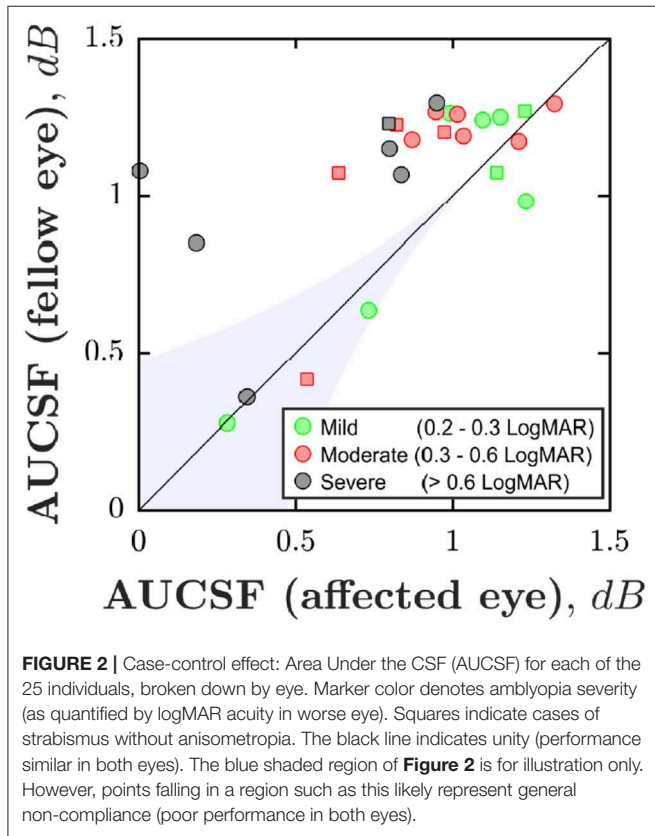 1.5
1
0.5
0
0
0.5
1
1.5
AUCSF (fellow eye), dB
Mild (0.2 - 0.3 LogMAR)
Moderate (0.3 - 0.6 LogMAR)
Severe (> 0.6 LogMAR)
AUCSF (affected eye), dB
FIGURE 2 | Case-control effect: Area Under the CSF (AUCSF) for each of the
25 individuals, broken down by eye. Marker color denotes amblyopia severity
(as quantified by logMAR acuity in worse eye). Squares indicate cases of
strabismus without anisometropia. The black line indicates unity (performance
similar in both eyes). The blue shaded region of Figure 2 is for illustration only.
However, points falling in a region such as this likely represent general
non-compliance (poor performance in both eyes).